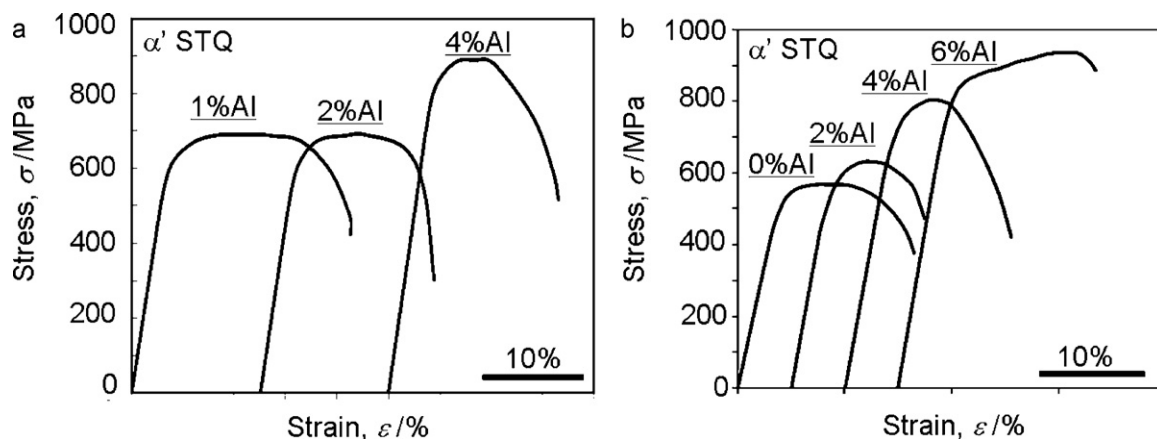 a
α' STQ
1%Al
2%Al
4%Al
1000
800
600
400
200
0
Stress, σ /MPa
10%
Strain, ε /%
b
α' STQ
0%Al
2%Al
4%Al
6%Al
1000
800
600
400
200
0
Stress, σ /MPa
10%
Strain, ε /%